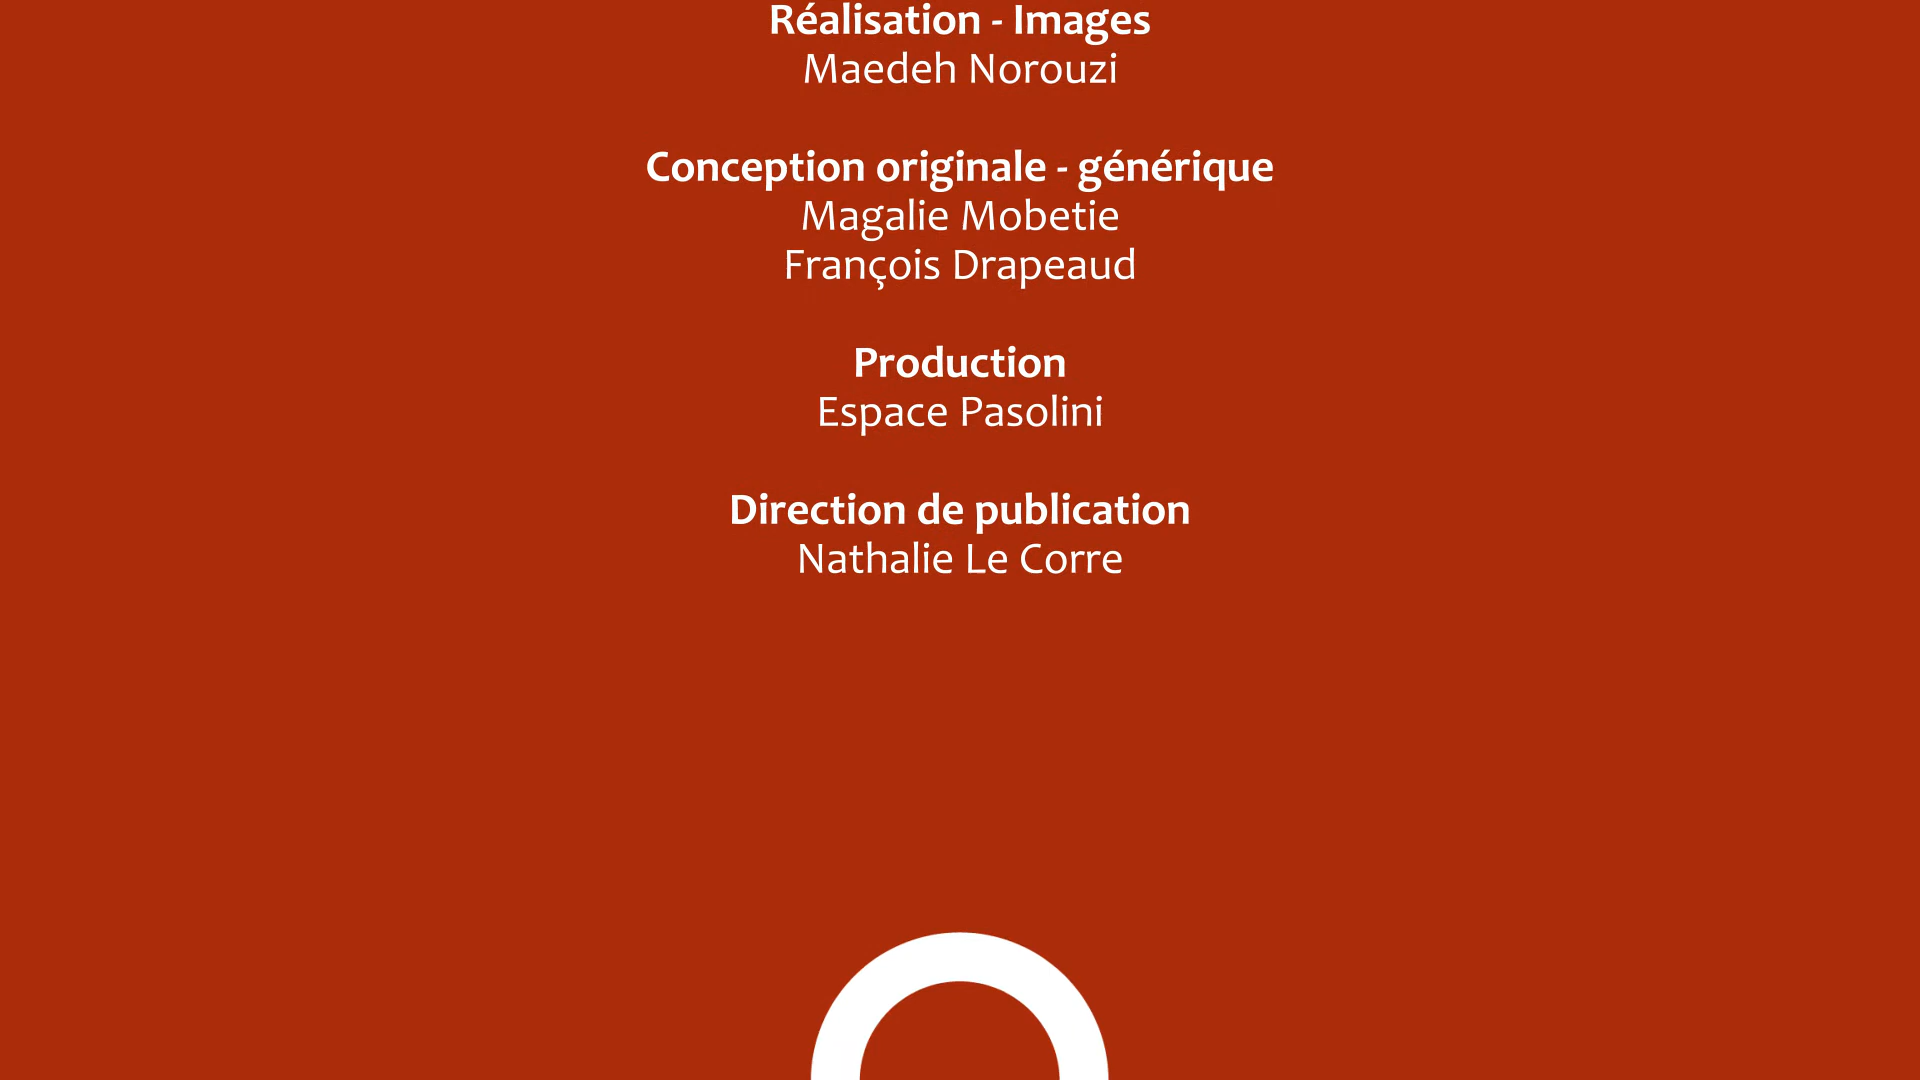 Réalisation - Images
Maedeh Norouzi
Conception originale - générique
Magalie Mobetie
François Drapeaud
Production
Espace Pasolini
Direction de publication
Nathalie Le Corre